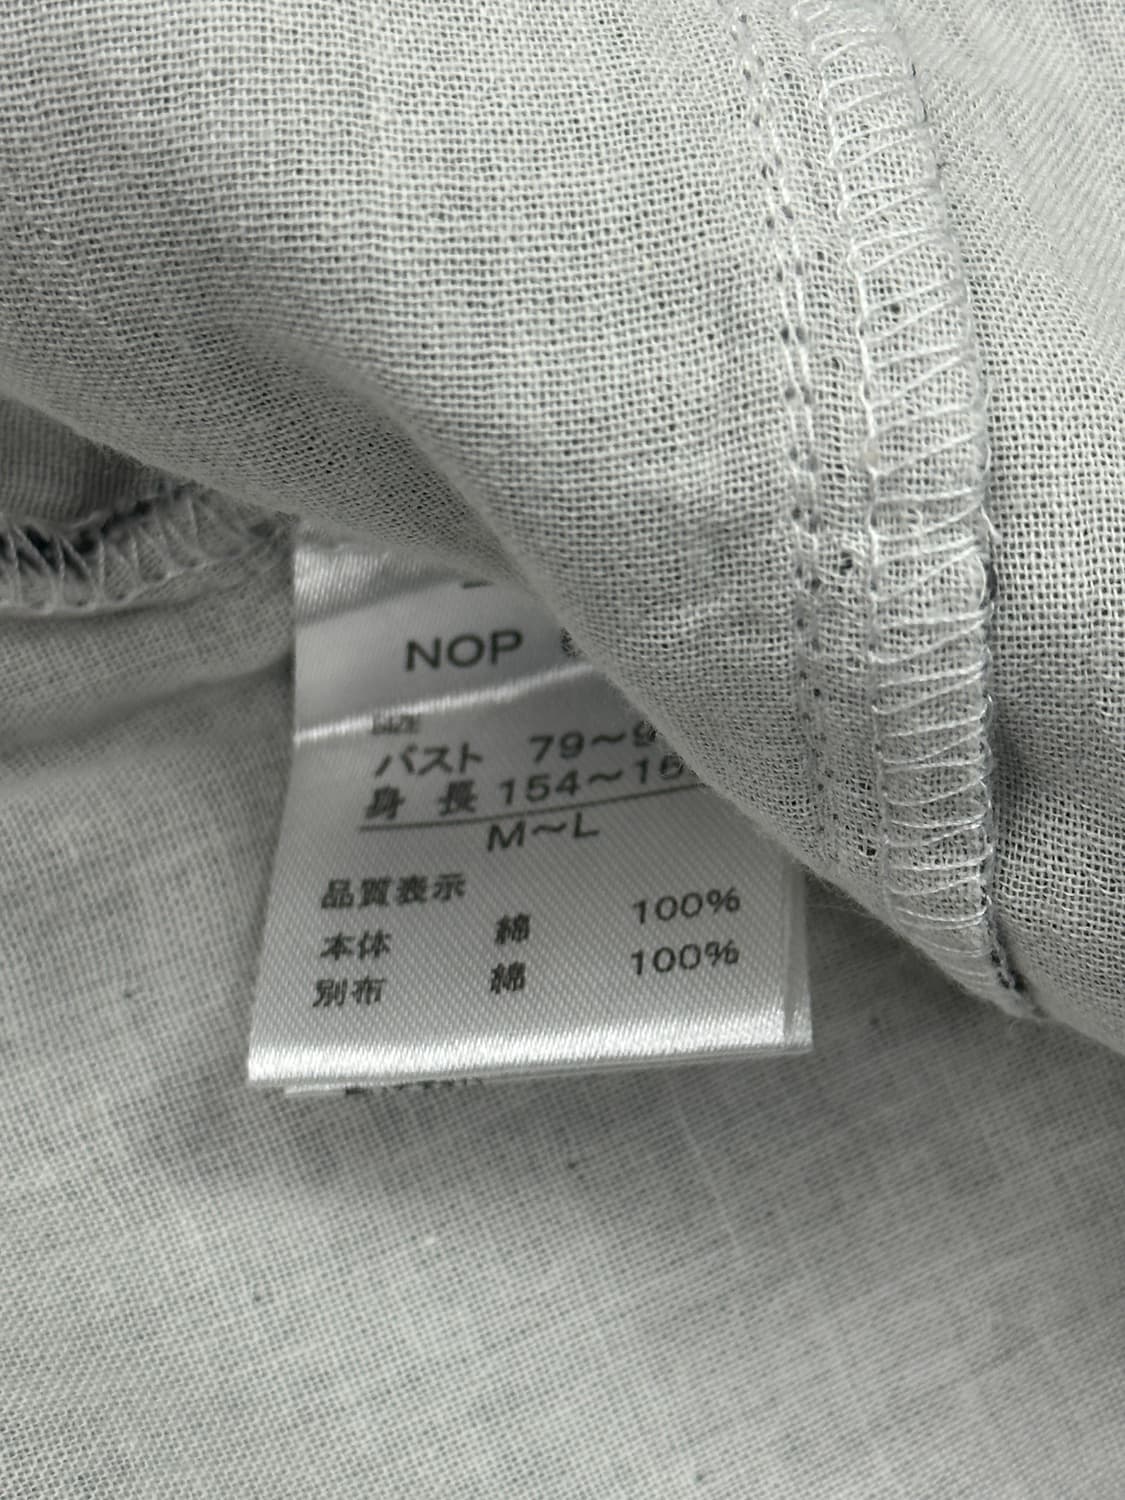 NOP
SIZE
バスト 79～9
身長 154～16
M～L
品質表示
本体 綿 100%
別布 綿 100%